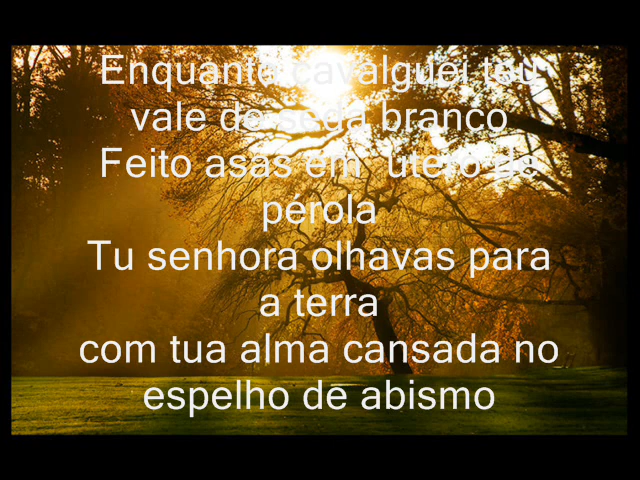 Enquanto cavalguei teu
vale de seda branco
Feito asas em  útero de
pérola
Tu senhora olhavas para
a terra
com tua alma cansada no
espelho de abismo